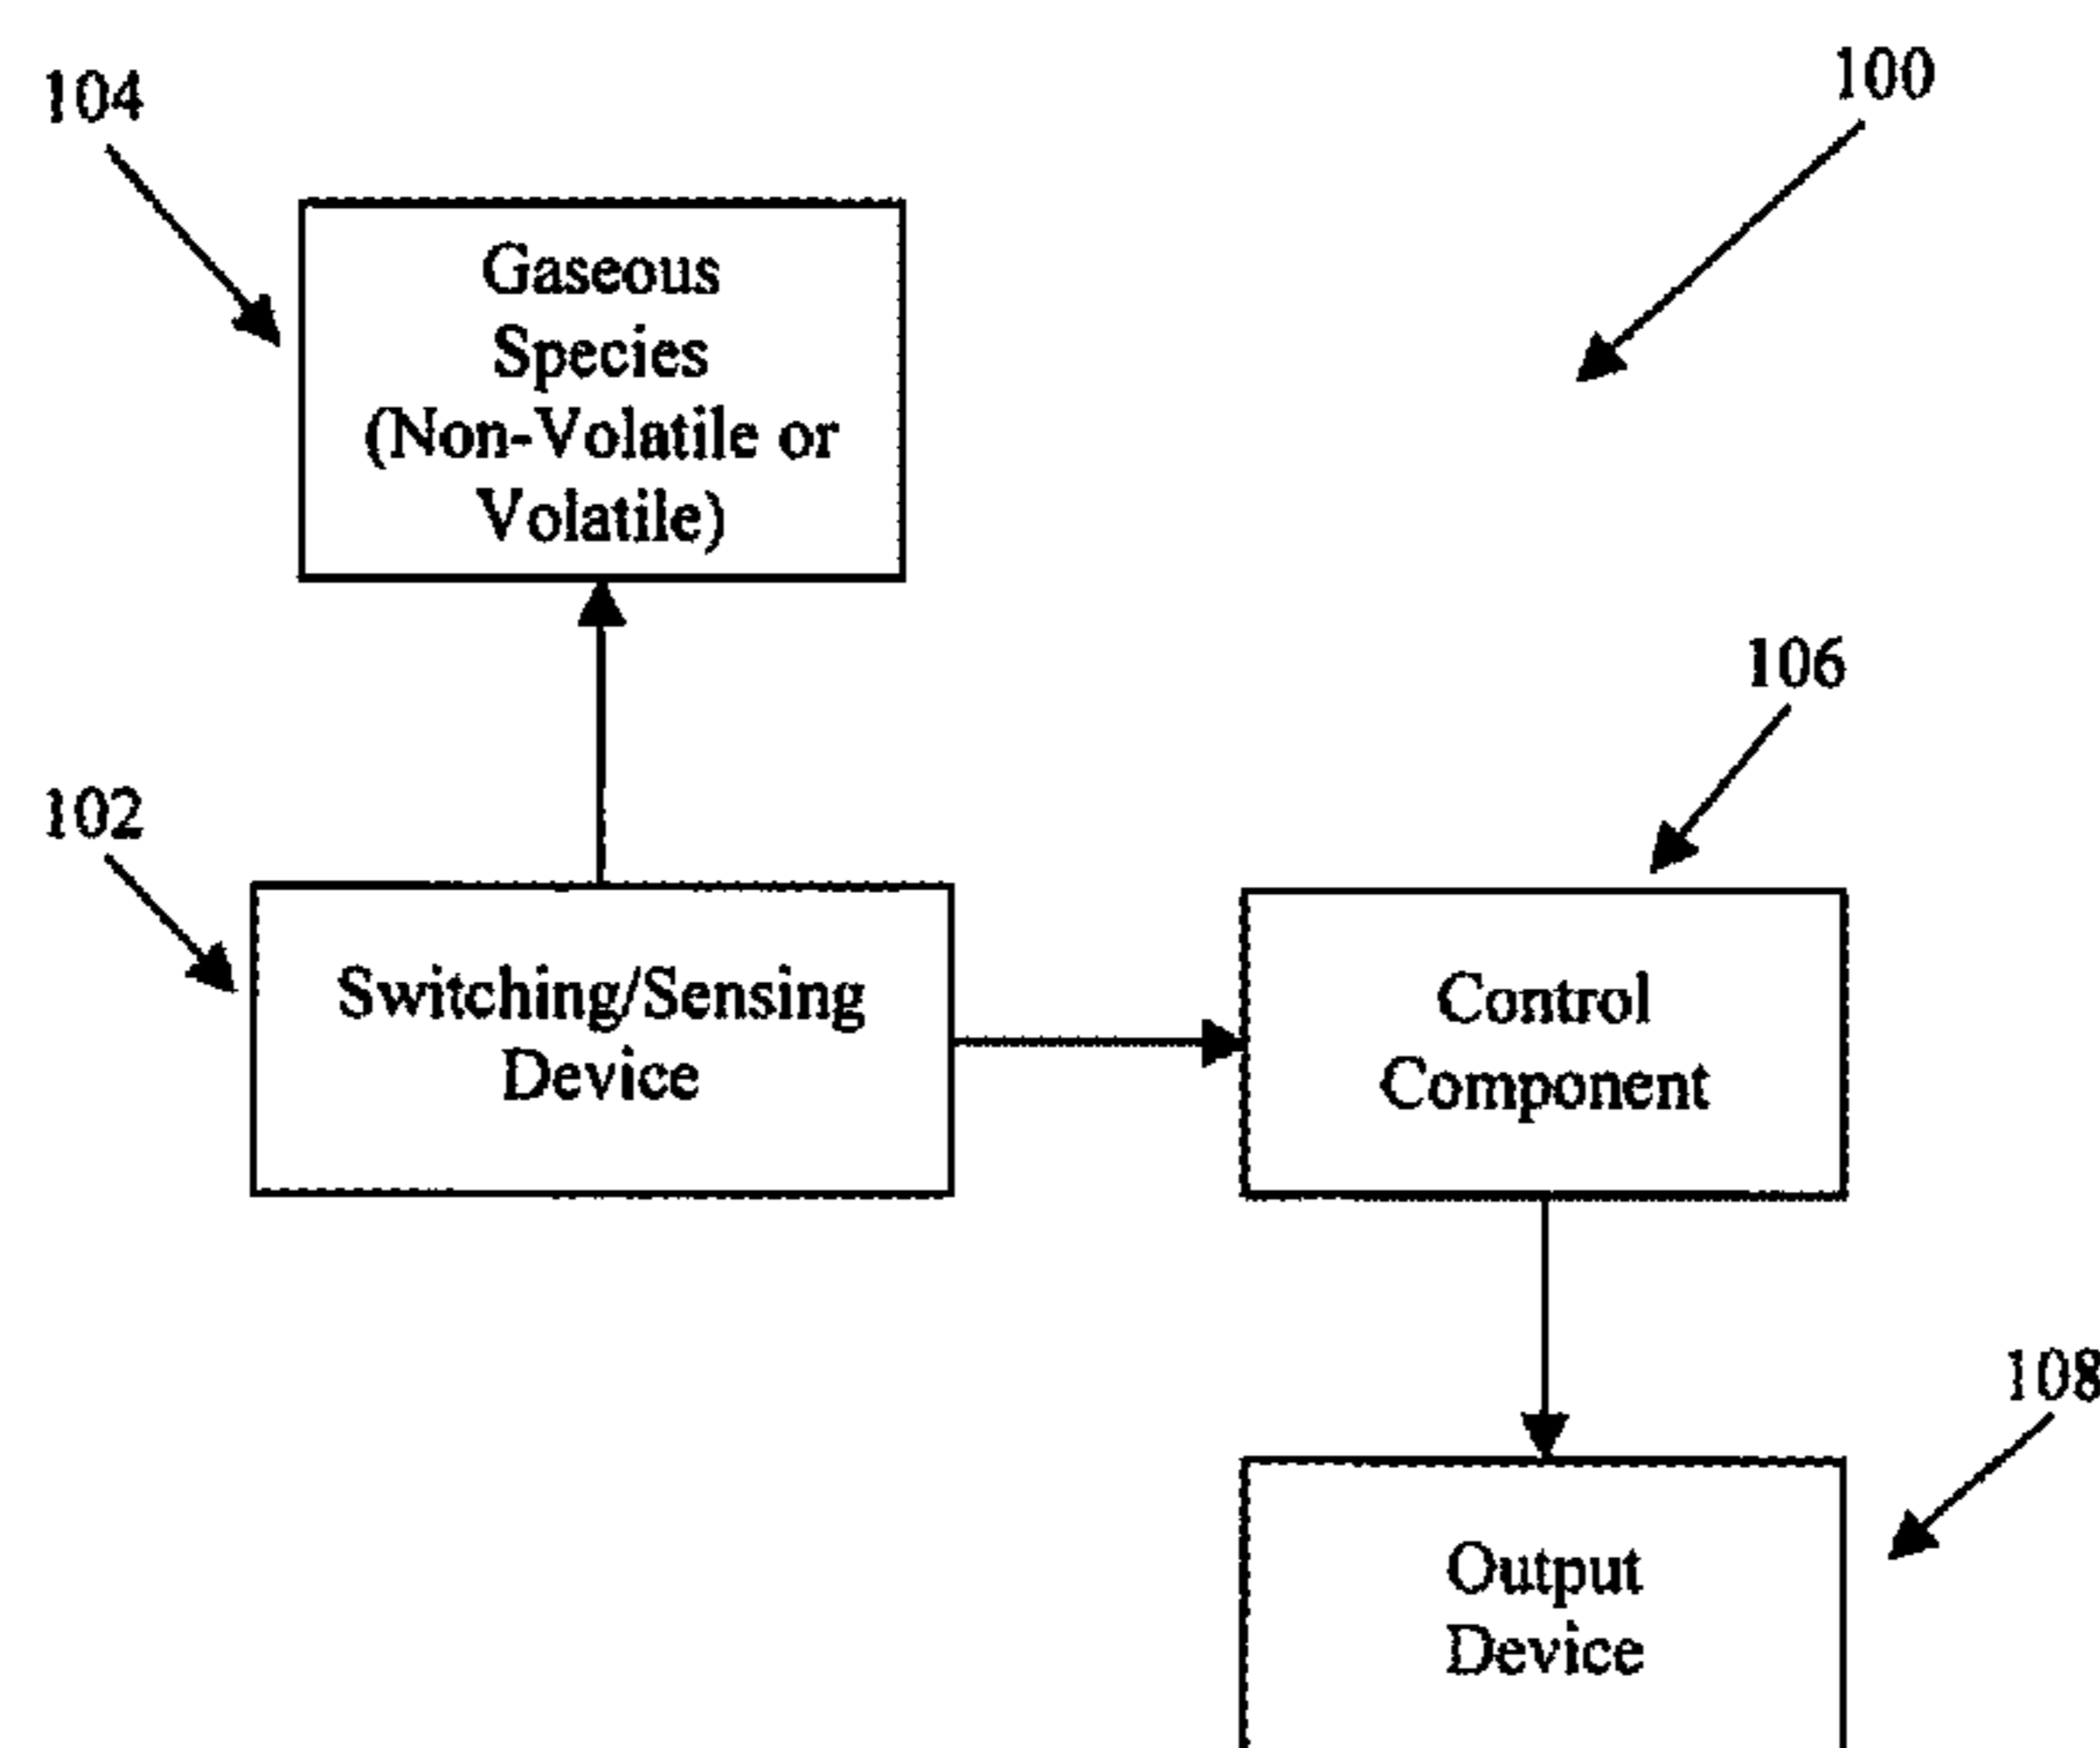 104
100
Gaseous
Species
(Non-Volatile or
Volatile)
106
102
Switching/Sensing
Device
Control
Component
108
Output
Device